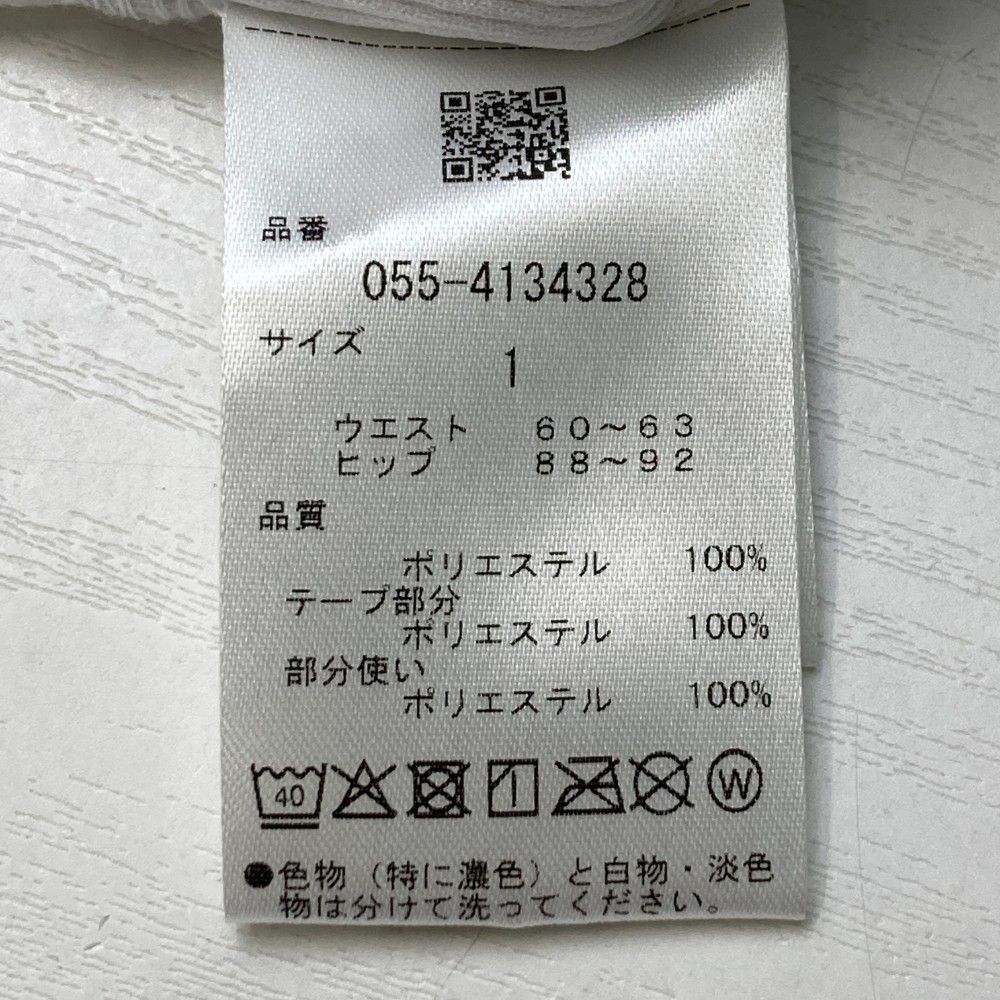 品番
055-4134328
サイズ
1
ウエスト 60～63
ヒップ 88～92
品質
ポリエステル 100%
テープ部分
ポリエステル 100%
部分使い
ポリエステル 100%
40 W
●色物（特に濃色）と白物・淡色
物は分けて洗ってください。